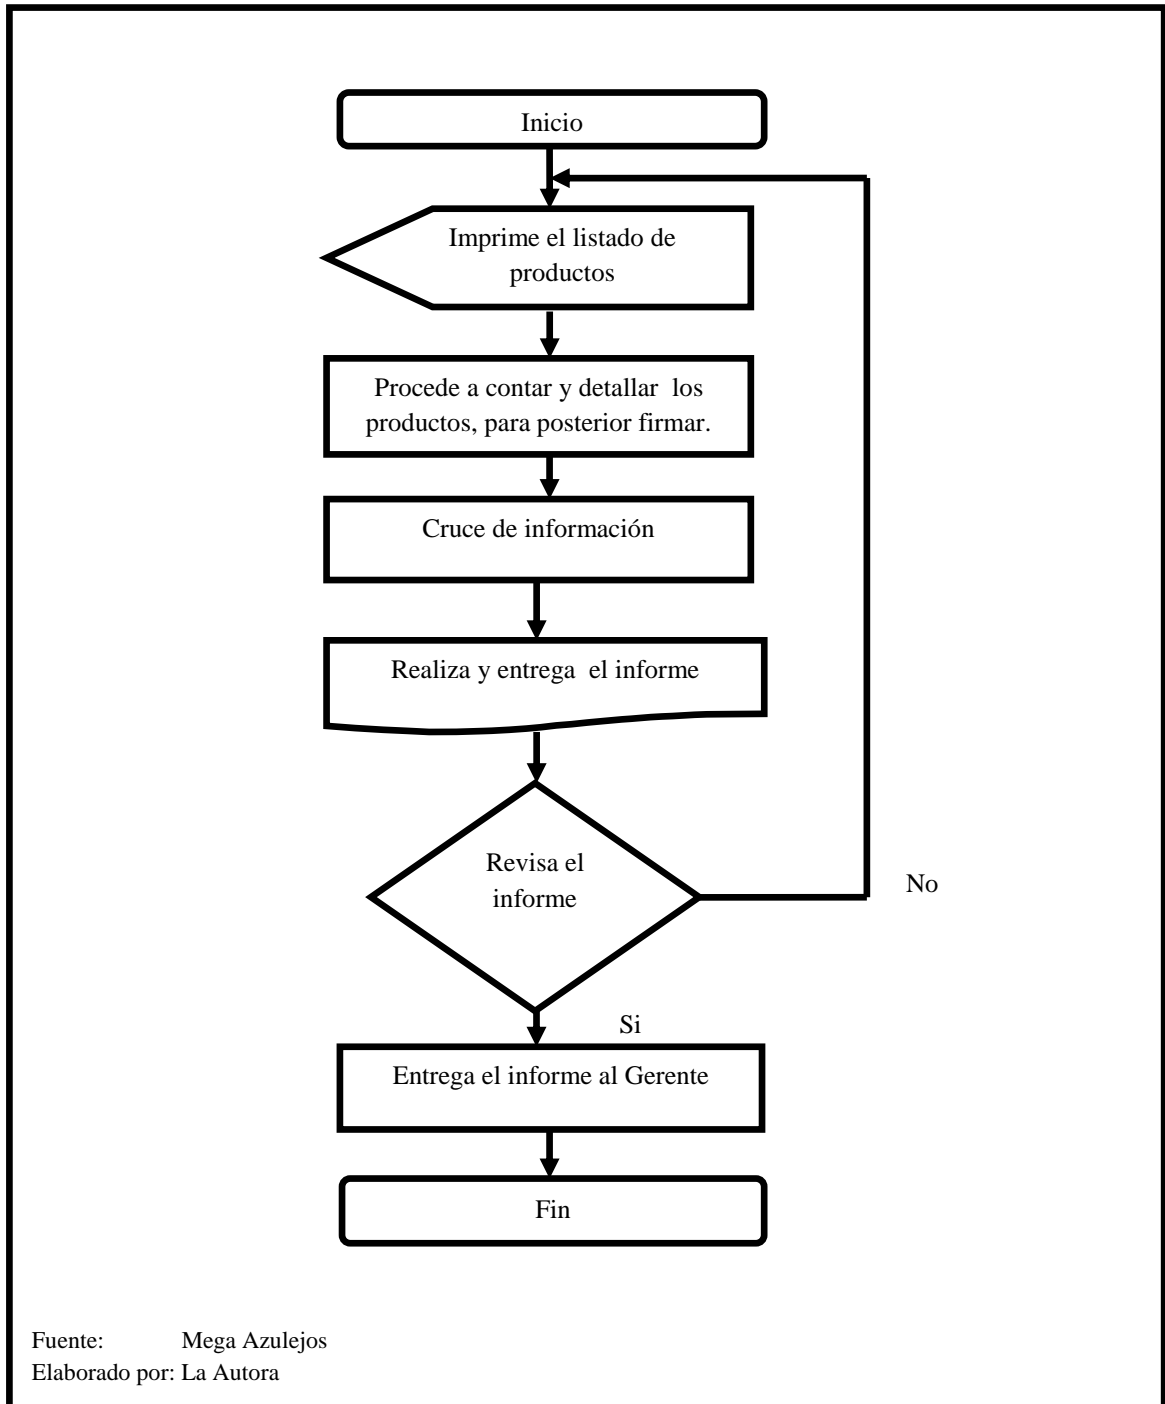 Inicio
Imprime el listado de
productos
Procede a contar y detallar los
productos, para posterior firmar.
Cruce de información
Realiza y entrega el informe
Revisa el
informe
No
Si
Entrega el informe al Gerente
Fin
Fuente: Mega Azulejos
Elaborado por: La Autora